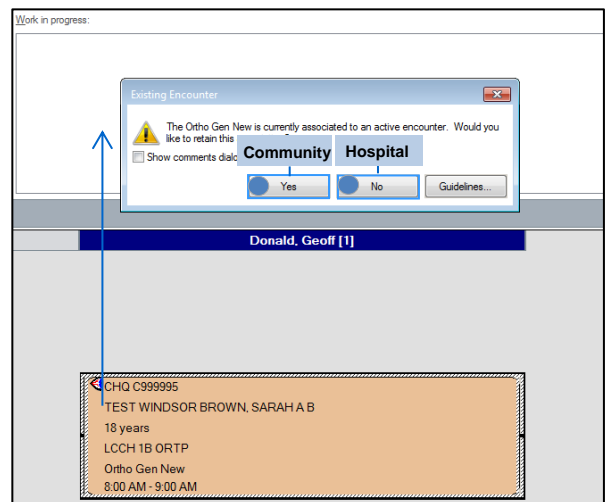 Work in progress:
Existing Encounter
The Ortho Gen New is currently associated to an active encounter. Would you
like to retain this
Show comments
Community Hospital
Yes No Guidelines...
Donald, Geoff [1]
CHQ C999995
TEST WINDSOR BROWN, SARAH A B
18 years
LCCH 1B ORTP
Ortho Gen New
8:00 AM - 9:00 AM